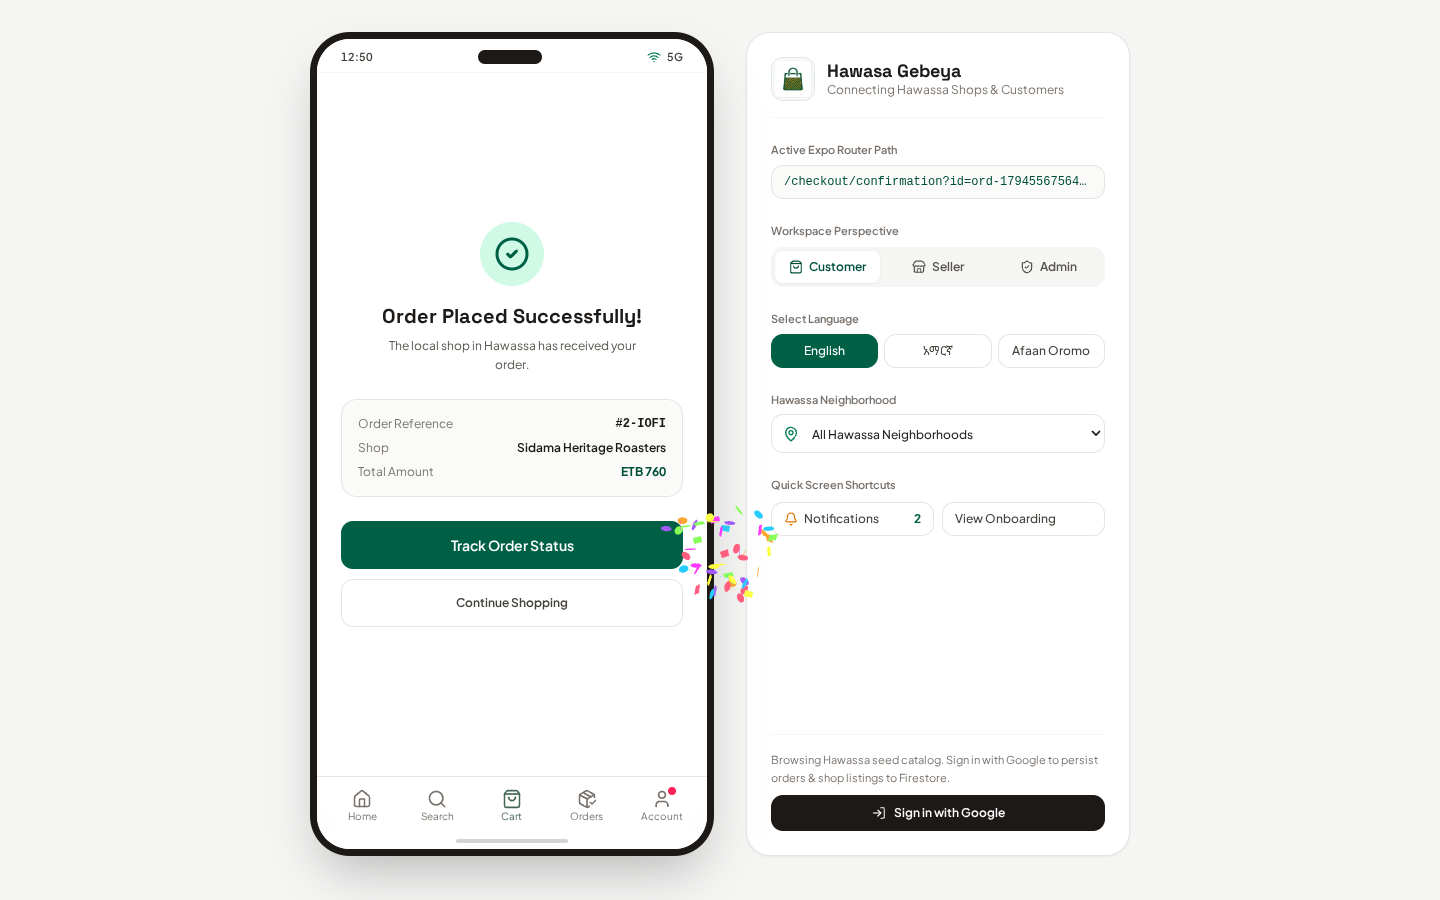 12:50
5G
Order Placed Successfully!
The local shop in Hawassa has received your
order.
Order Reference #2-IOFI
Shop Sidama Heritage Roasters
Total Amount ETB 760
Track Order Status
Continue Shopping
Home Search Cart Orders Account
Hawasa Gebeya
Connecting Hawassa Shops & Customers
Active Expo Router Path
/checkout/confirmation?id=ord-17945567564…
Workspace Perspective
Customer Seller Admin
Select Language
English አማርኛ Afaan Oromo
Hawassa Neighborhood
All Hawassa Neighborhoods
Quick Screen Shortcuts
Notifications 2 View Onboarding
Browsing Hawassa seed catalog. Sign in with Google to persist
orders & shop listings to Firestore.
Sign in with Google